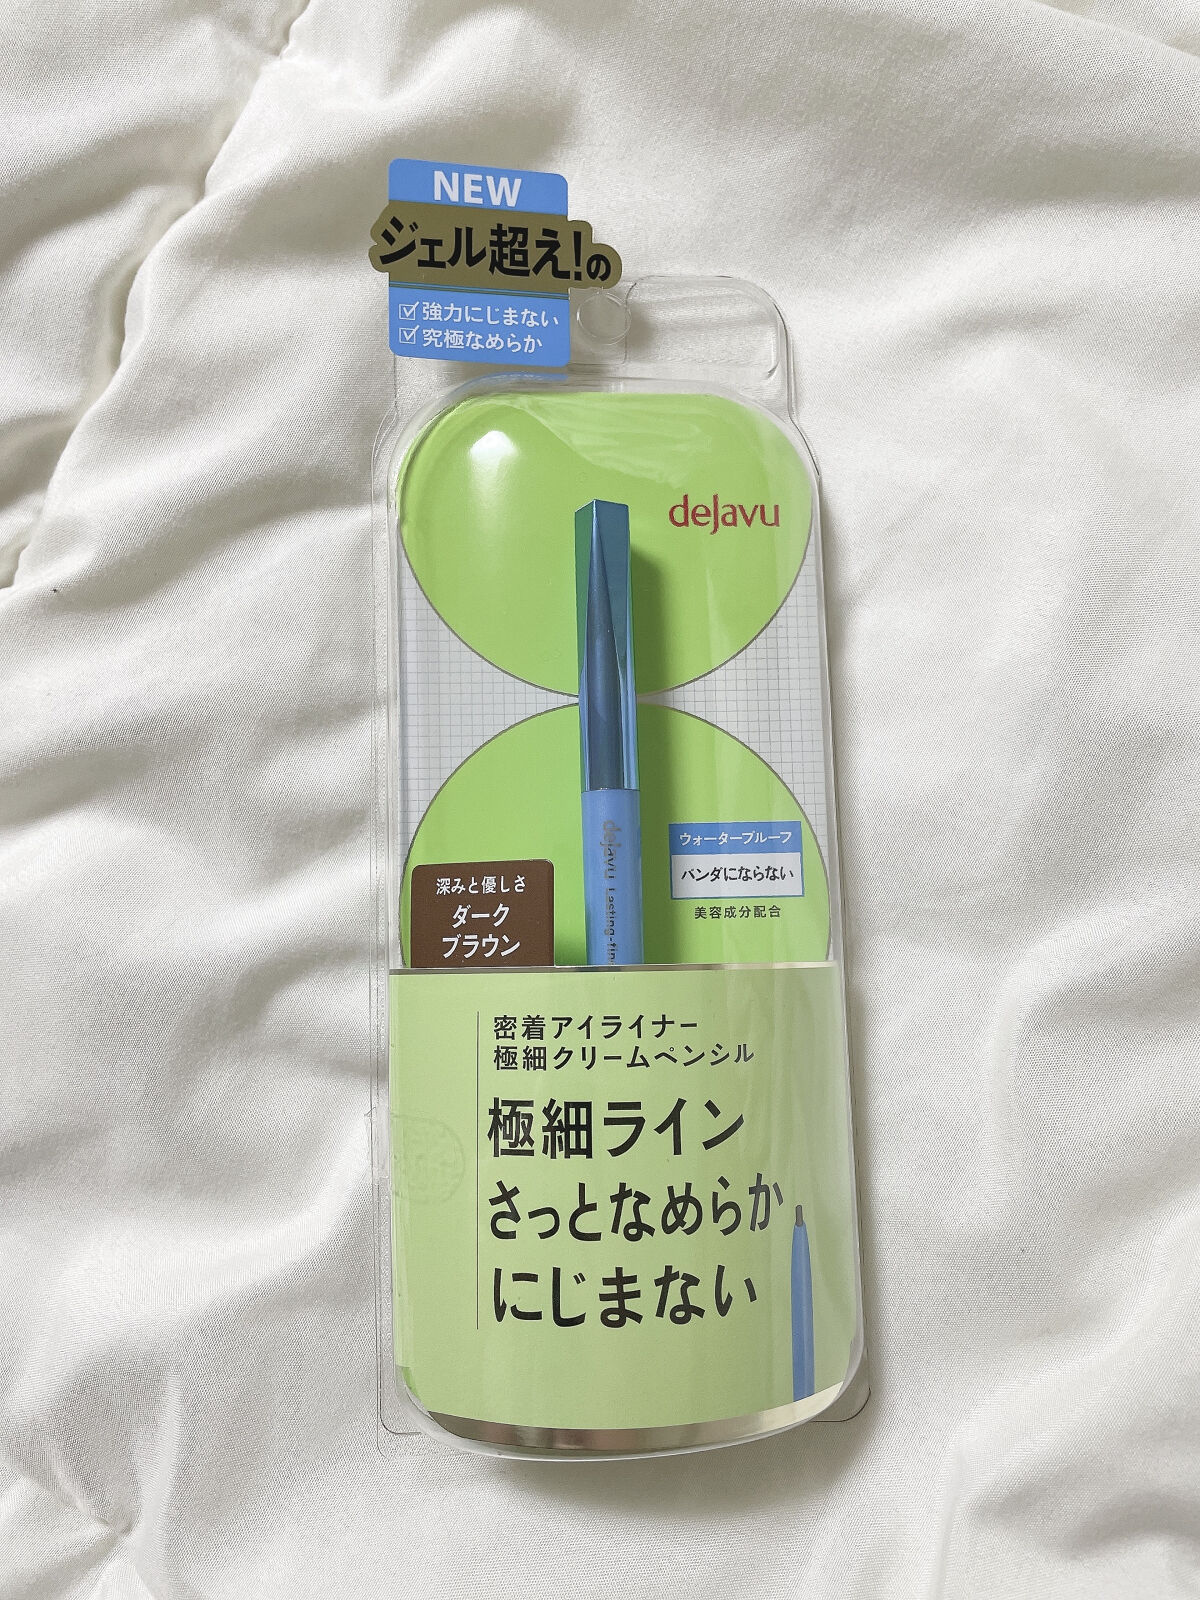 NEW
ジェル超え!の
強力にじまない
究極なめらか
dejavu
dejavu Lasting-fin
ウォータープルーフ
パンダにならない
美容成分配合
深みと優しさ
ダーク
ブラウン
密着アイライナー
極細クリームペンシル
極細ライン
さっとなめらか
にじまない